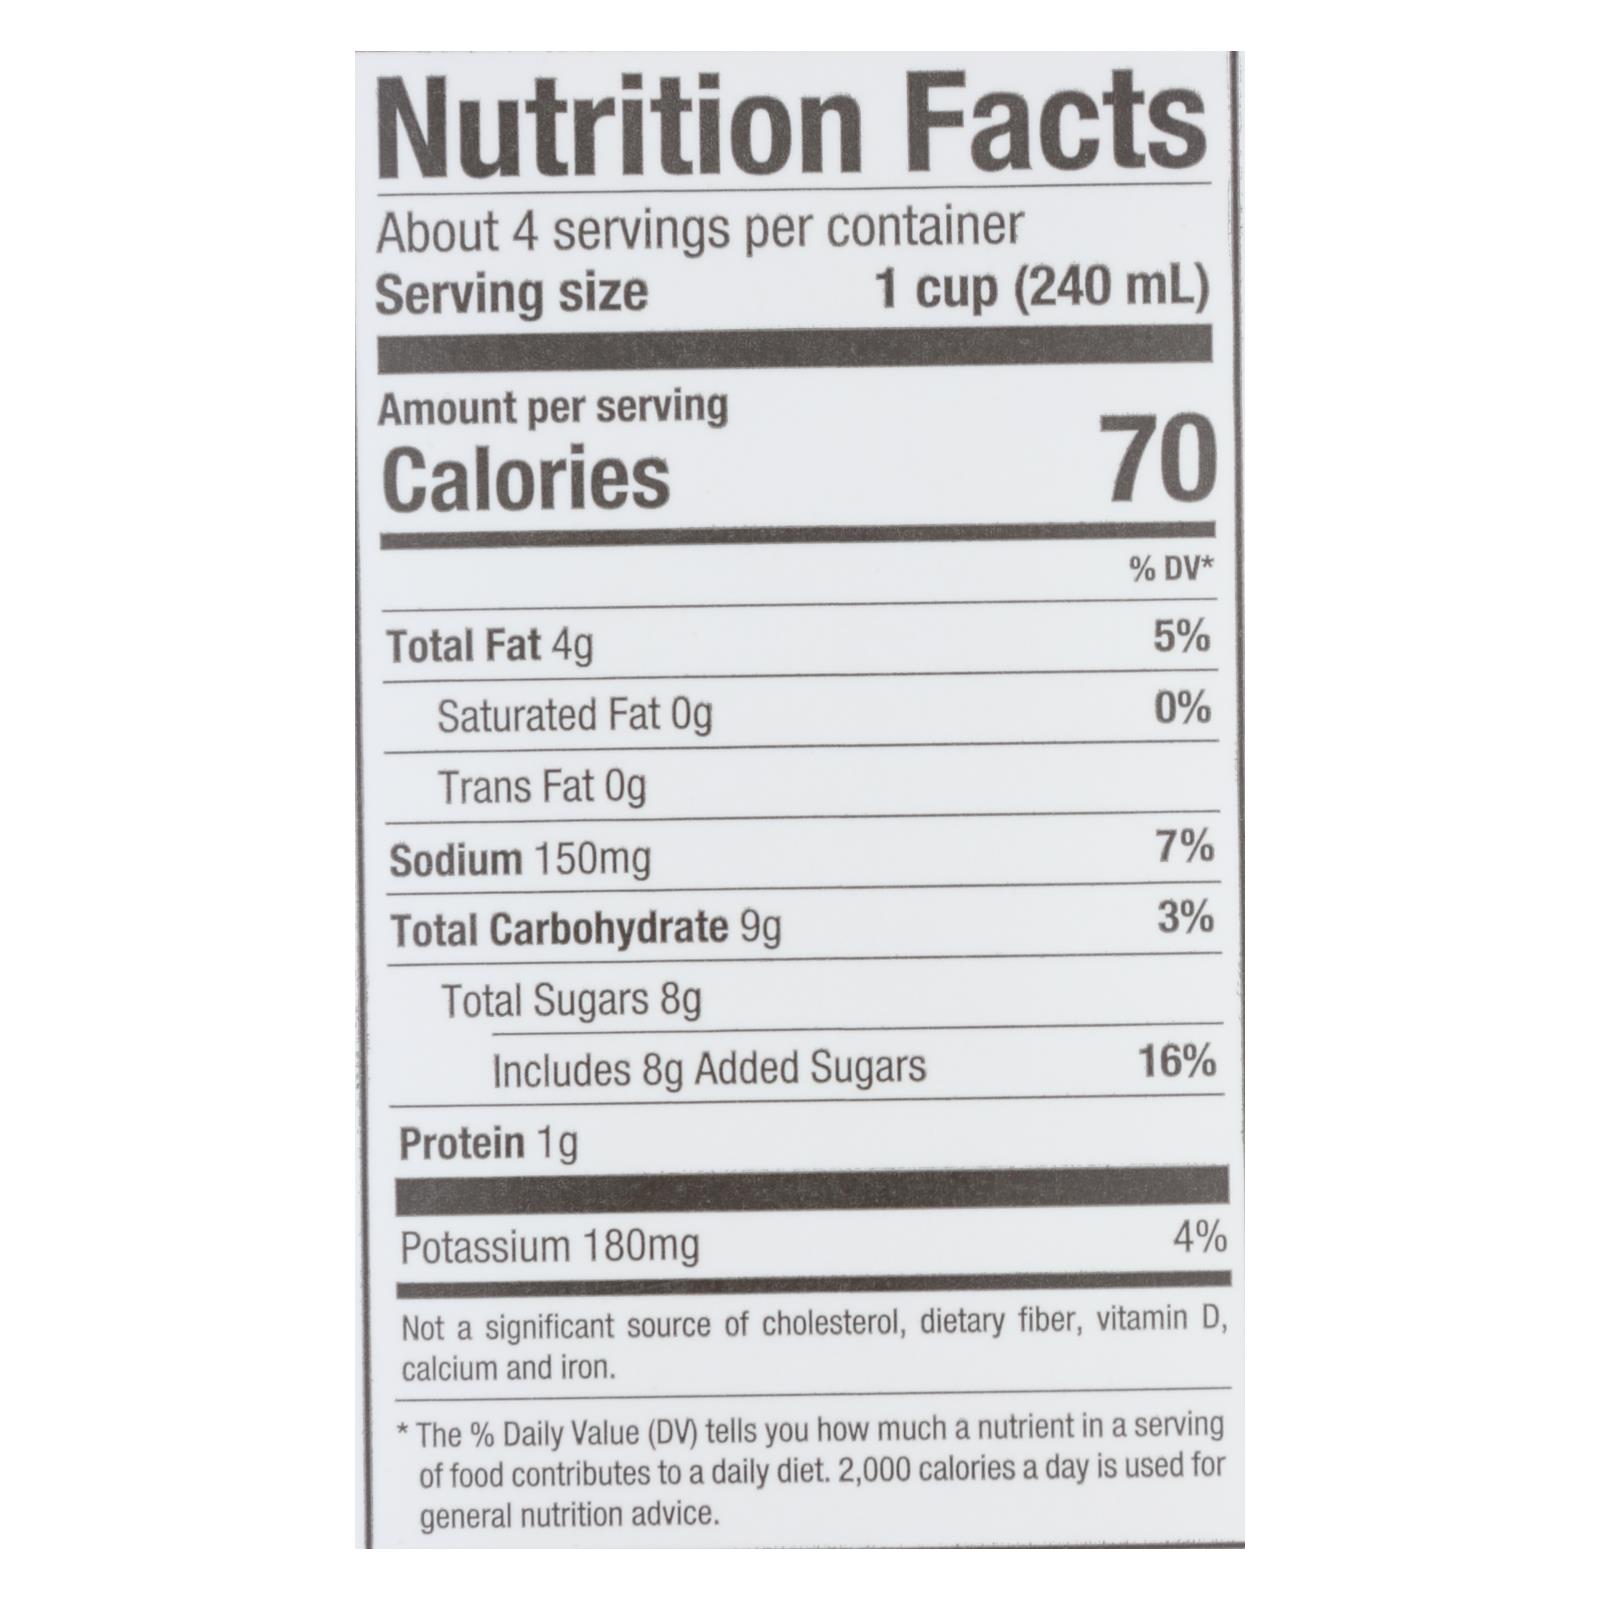 Nutrition Facts
About 4 servings per container
Serving size 1 cup (240 mL)
Amount per serving
Calories 70
% DV*
Total Fat 4g 5%
Saturated Fat 0g 0%
Trans Fat 0g
Sodium 150mg 7%
Total Carbohydrate 9g 3%
Total Sugars 8g
Includes 8g Added Sugars 16%
Protein 1g
Potassium 180mg 4%
Not a significant source of cholesterol, dietary fiber, vitamin D,
calcium and iron.
* The % Daily Value (DV) tells you how much a nutrient in a serving
of food contributes to a daily diet. 2,000 calories a day is used for
general nutrition advice.